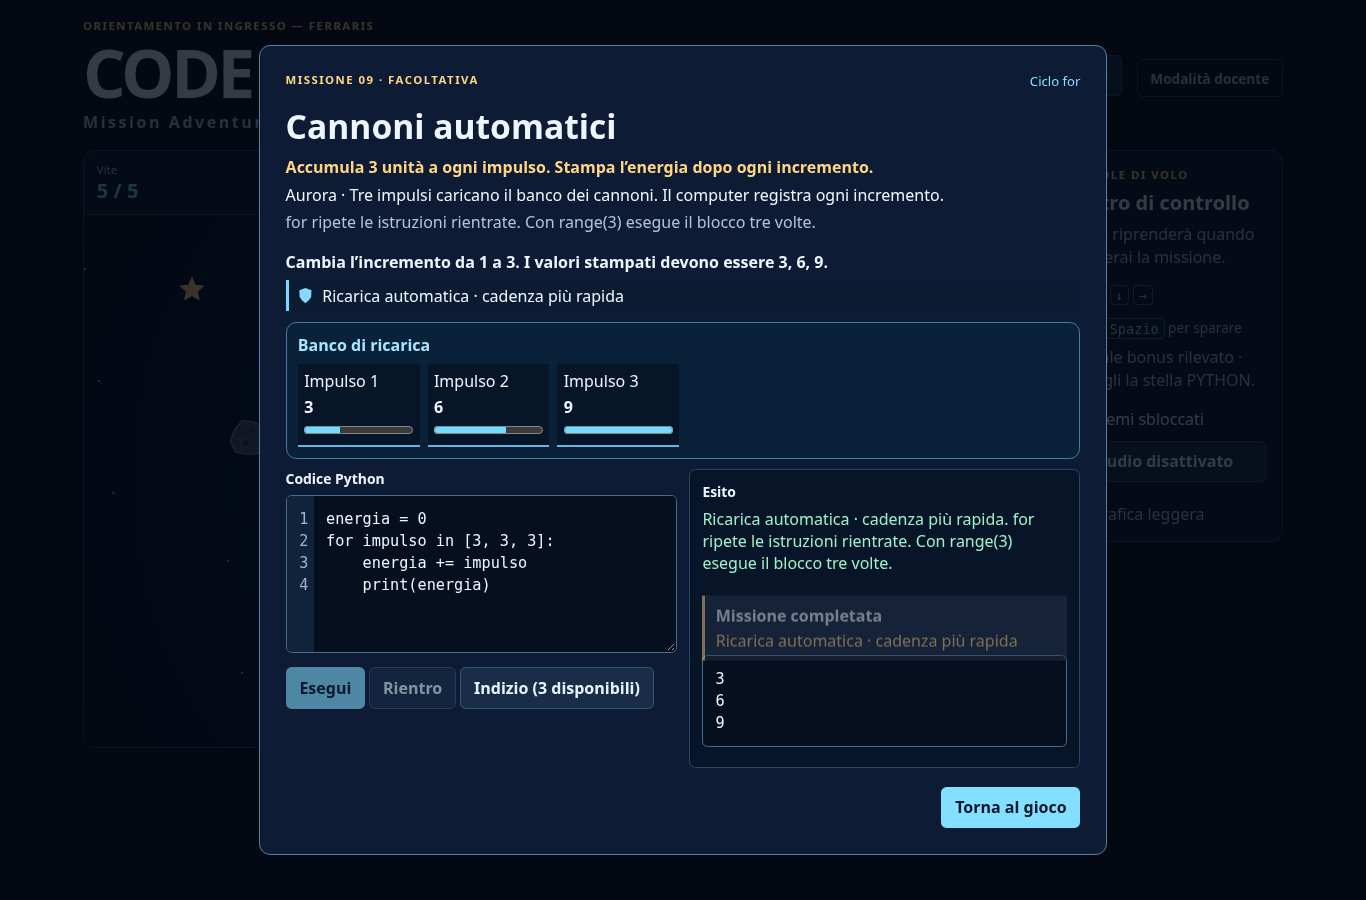 ORIENTAMENTO IN INGRESSO — FERRARIS
CODE
Mission Adventur
Modalità docente
Vite
5 / 5
MISSIONE 09 · FACOLTATIVA
Ciclo for
Cannoni automatici
Accumula 3 unità a ogni impulso. Stampa l’energia dopo ogni incremento.
Aurora · Tre impulsi caricano il banco dei cannoni. Il computer registra ogni incremento.
for ripete le istruzioni rientrate. Con range(3) esegue il blocco tre volte.
Cambia l’incremento da 1 a 3. I valori stampati devono essere 3, 6, 9.
Ricarica automatica · cadenza più rapida
Banco di ricarica
Impulso 1
3
Impulso 2
6
Impulso 3
9
Codice Python
1 energia = 0
2 for impulso in [3, 3, 3]:
3     energia += impulso
4     print(energia)
Esegui
Rientro
Indizio (3 disponibili)
Esito
Ricarica automatica · cadenza più rapida. for
ripete le istruzioni rientrate. Con range(3)
esegue il blocco tre volte.
Missione completata
Ricarica automatica · cadenza più rapida
3
6
9
Torna al gioco
OLE DI VOLO
tro di controllo
riprenderà quando
erai la missione.
↓ →
Spazio per sparare
ale bonus rilevato ·
gli la stella PYTHON.
emi sbloccati
udio disattivato
afica leggera